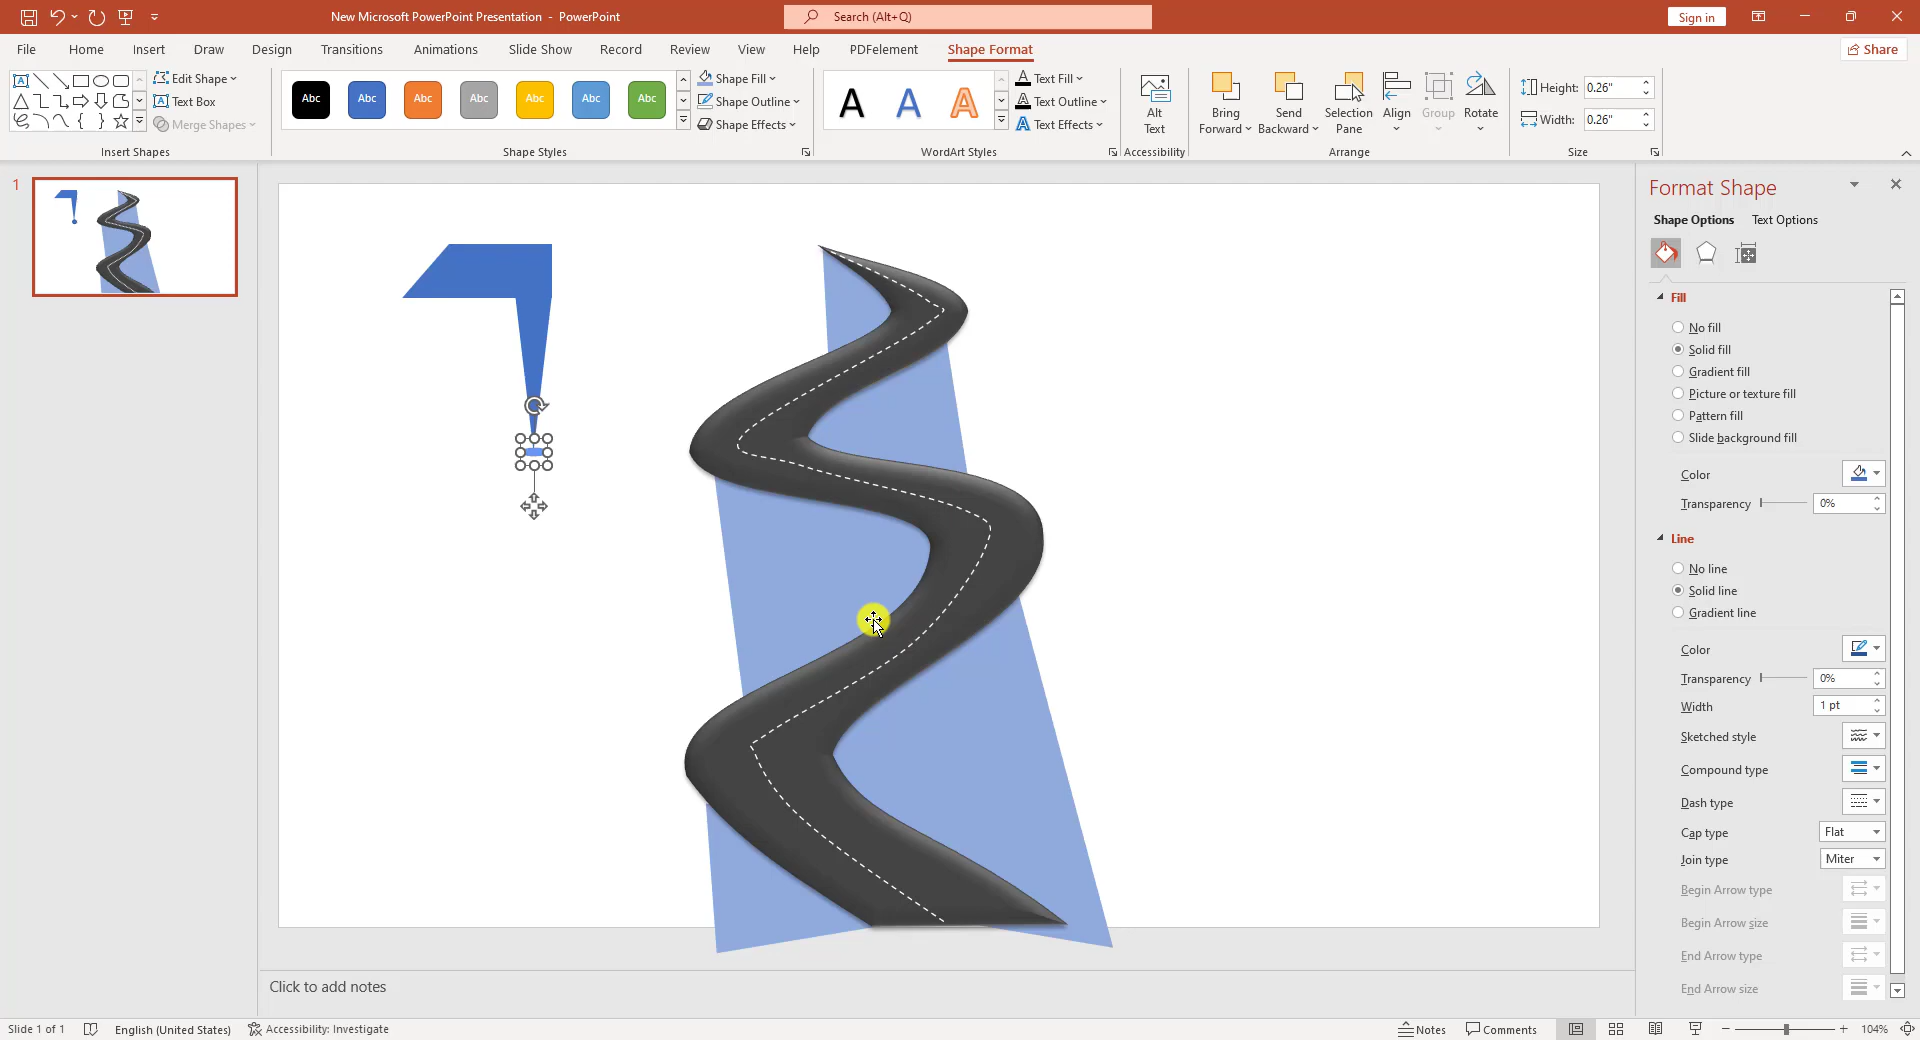 New Microsoft PowerPoint Presentation - PowerPoint
Search (Alt+Q)
Sign in
File
Home
Insert
Draw
Design
Transitions
Animations
Slide Show
Record
Review
View
Help
PDFelement
Shape Format
Share
Edit Shape
Text Box
Merge Shapes
Insert Shapes
Abc
Abc
Abc
Abc
Abc
Abc
Abc
Shape Fill
Shape Outline
Shape Effects
Shape Styles
A
A
A
Text Fill
Text Outline
Text Effects
WordArt Styles
Alt
Text
Accessibility
Bring
Forward
Send
Backward
Selection
Pane
Align
Group
Rotate
Arrange
Height: 0.26"
Width: 0.26"
Size
1
Format Shape
Shape Options
Text Options
Fill
No fill
Solid fill
Gradient fill
Picture or texture fill
Pattern fill
Slide background fill
Color
Transparency 0%
Line
No line
Solid line
Gradient line
Color
Transparency 0%
Width 1 pt
Sketched style
Compound type
Dash type
Cap type Flat
Join type Miter
Begin Arrow type
Begin Arrow size
End Arrow type
End Arrow size
Click to add notes
Slide 1 of 1
English (United States)
Accessibility: Investigate
Notes
Comments
104%